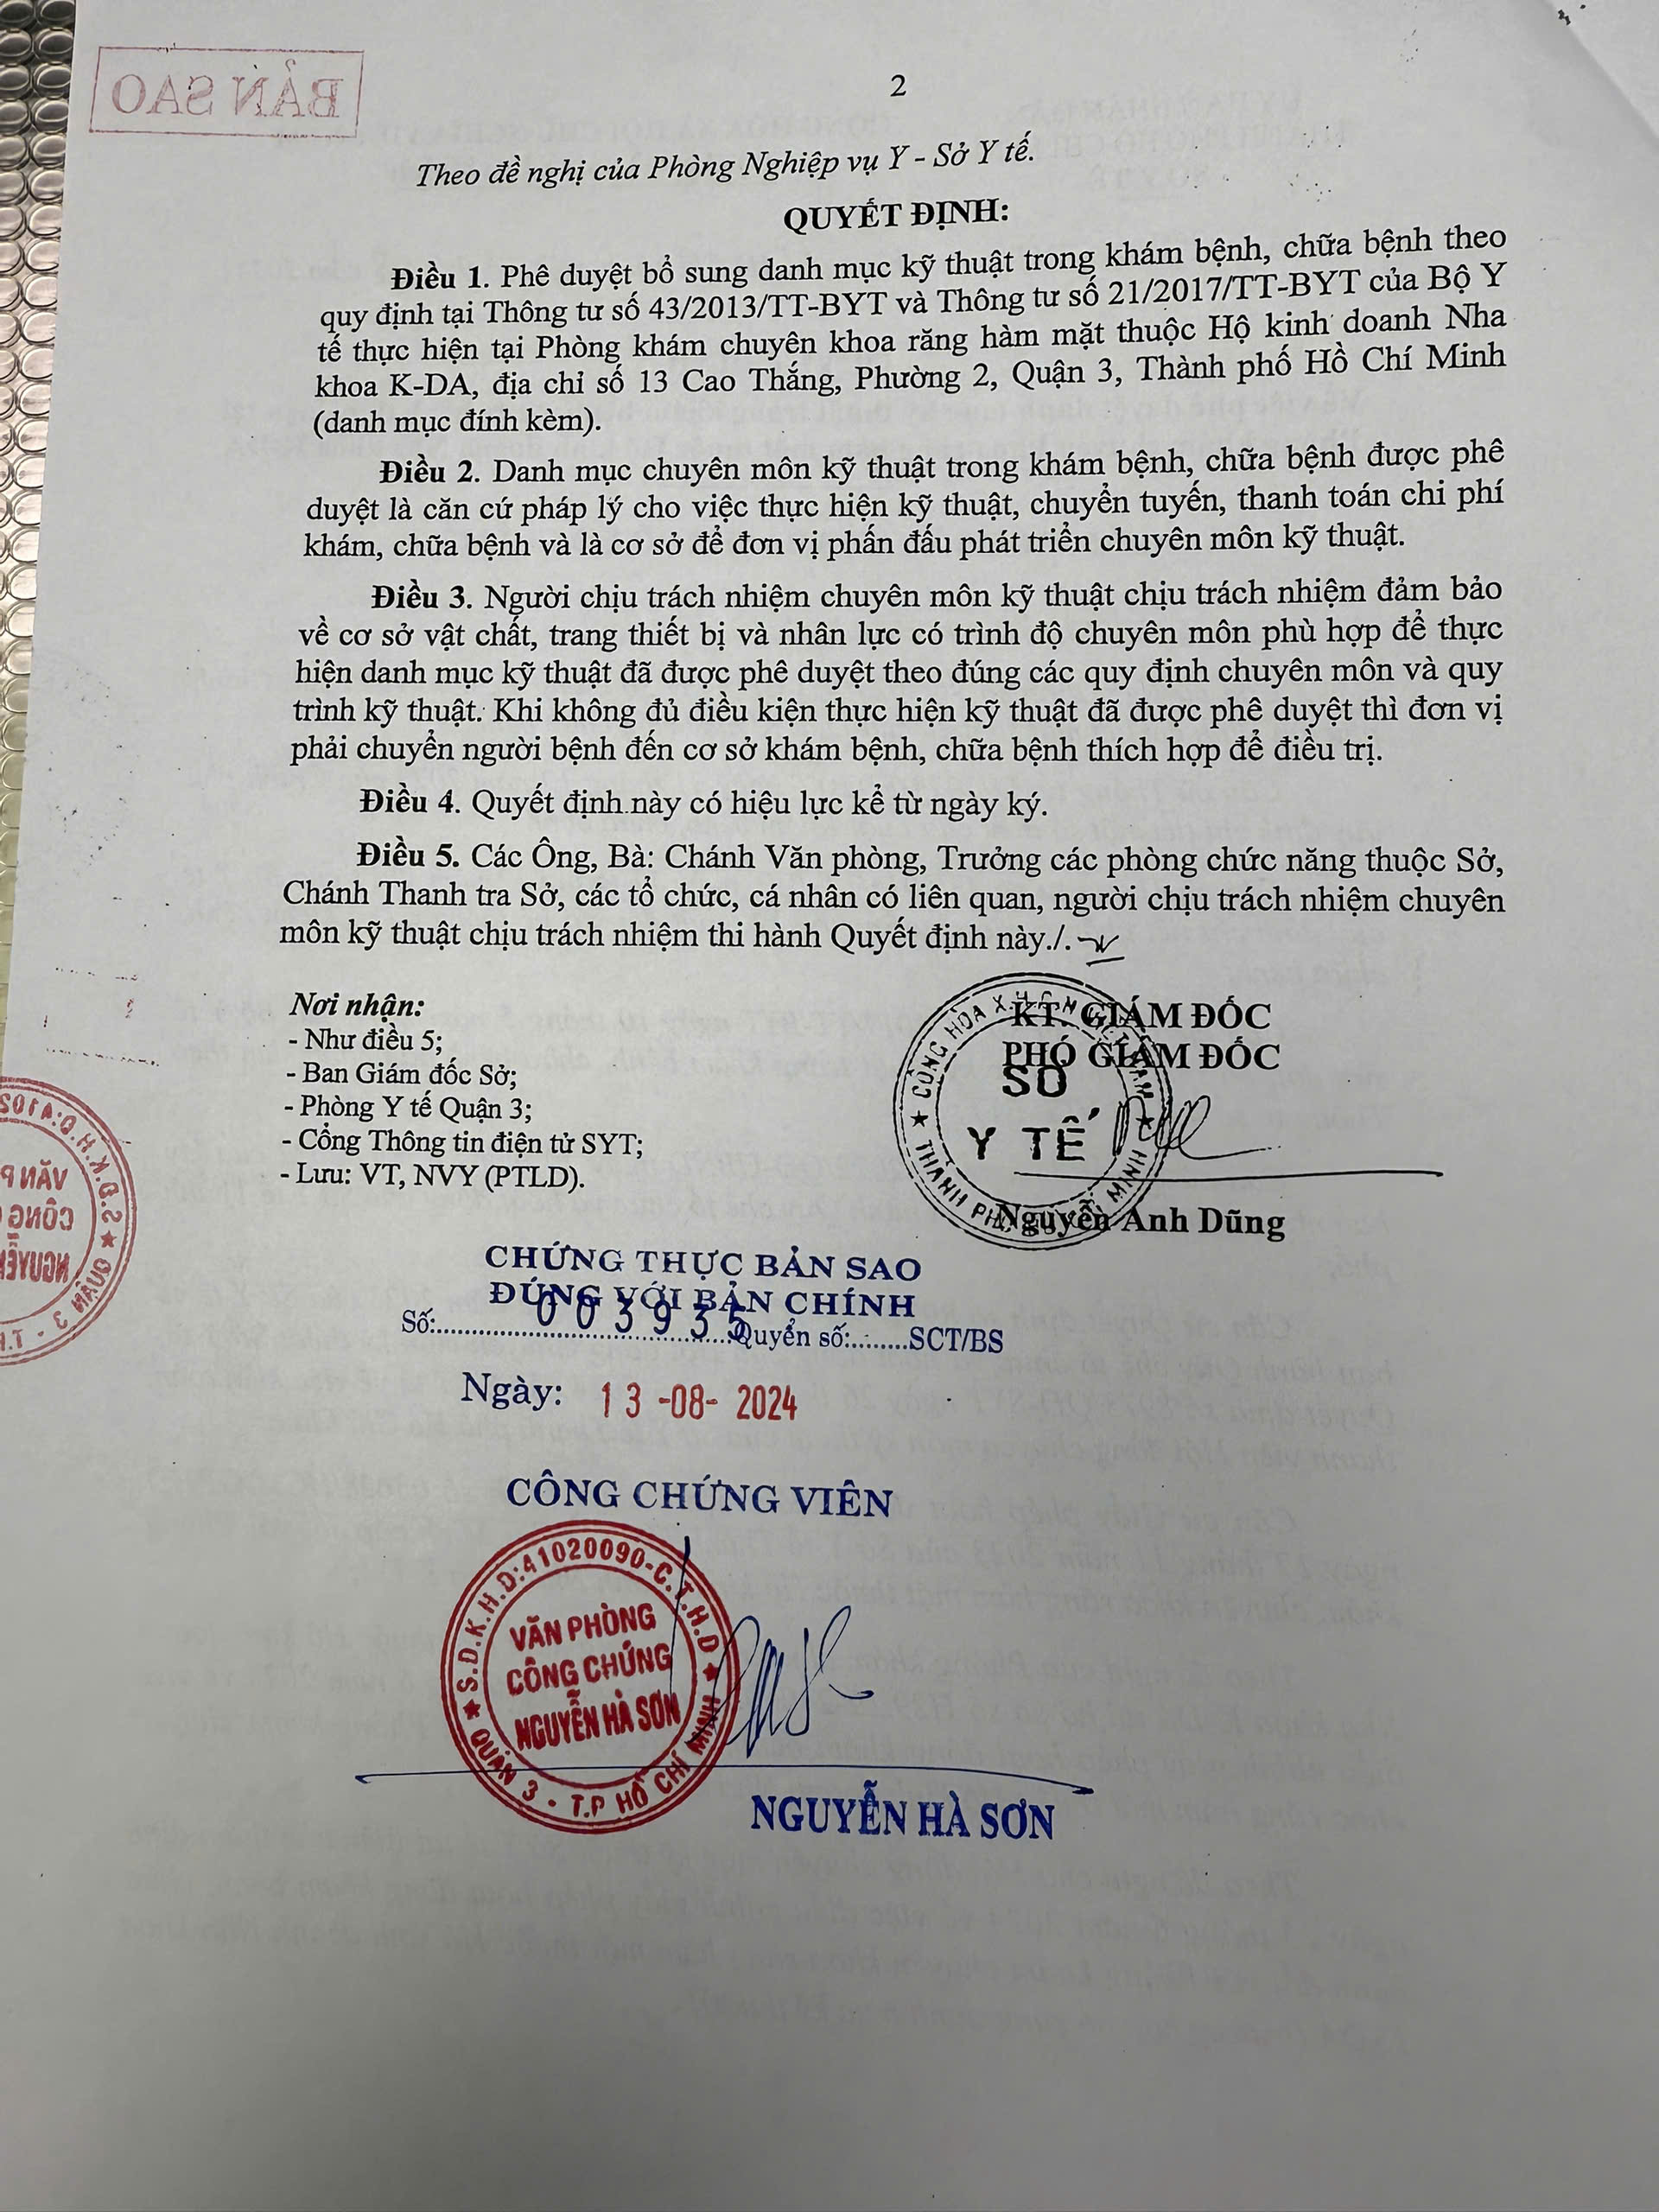 BẢN SAO
2
Theo đề nghị của Phòng Nghiệp vụ Y - Sở Y tế.
QUYẾT ĐỊNH:
Điều 1. Phê duyệt bổ sung danh mục kỹ thuật trong khám bệnh, chữa bệnh theo
quy định tại Thông tư số 43/2013/TT-BYT và Thông tư số 21/2017/TT-BYT của Bộ Y
tế thực hiện tại Phòng khám chuyên khoa răng hàm mặt thuộc Hộ kinh doanh Nha
khoa K-DA, địa chỉ số 13 Cao Thắng, Phường 2, Quận 3, Thành phố Hồ Chí Minh
(danh mục đính kèm).
Điều 2. Danh mục chuyên môn kỹ thuật trong khám bệnh, chữa bệnh được phê
duyệt là căn cứ pháp lý cho việc thực hiện kỹ thuật, chuyển tuyến, thanh toán chi phí
khám, chữa bệnh và là cơ sở để đơn vị phấn đấu phát triển chuyên môn kỹ thuật.
Điều 3. Người chịu trách nhiệm chuyên môn kỹ thuật chịu trách nhiệm đảm bảo
về cơ sở vật chất, trang thiết bị và nhân lực có trình độ chuyên môn phù hợp để thực
hiện danh mục kỹ thuật đã được phê duyệt theo đúng các quy định chuyên môn và quy
trình kỹ thuật. Khi không đủ điều kiện thực hiện kỹ thuật đã được phê duyệt thì đơn vị
phải chuyển người bệnh đến cơ sở khám bệnh, chữa bệnh thích hợp để điều trị.
Điều 4. Quyết định này có hiệu lực kể từ ngày ký.
Điều 5. Các Ông, Bà: Chánh Văn phòng, Trưởng các phòng chức năng thuộc Sở,
Chánh Thanh tra Sở, các tổ chức, cá nhân có liên quan, người chịu trách nhiệm chuyên
môn kỹ thuật chịu trách nhiệm thi hành Quyết định này./.
Nơi nhận:
- Như điều 5;
- Ban Giám đốc Sở;
- Phòng Y tế Quận 3;
- Cổng Thông tin điện tử SYT;
- Lưu: VT, NVY (PTLD).
KT. GIÁM ĐỐC
PHÓ GIÁM ĐỐC
SỞ
Y TẾ
Nguyễn Anh Dũng
CHỨNG THỰC BẢN SAO
ĐÚNG VỚI BẢN CHÍNH
Số:.......003935.......Quyển số:.........SCT/BS
Ngày: 13-08-2024
CÔNG CHỨNG VIÊN
S.D.K.H.D:41020090-C.T.H.D
VĂN PHÒNG
CÔNG CHỨNG
NGUYỄN HÀ SƠN
QUẬN 3 - T.P HỒ CHÍ MINH
NGUYỄN HÀ SƠN